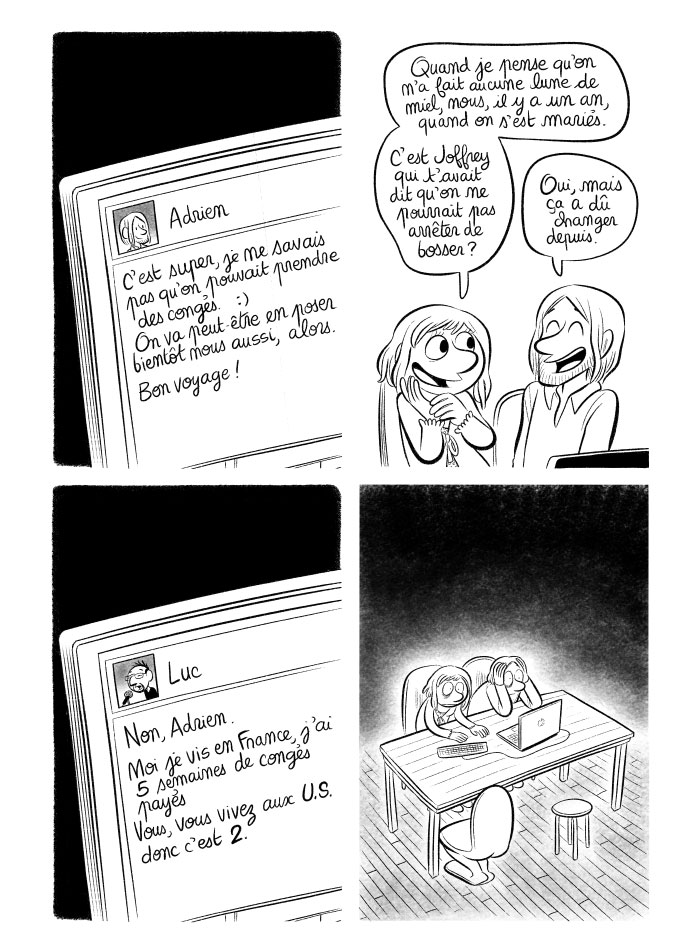 Adrien
C'est super, je ne savais
pas qu'on pouvait prendre
des congés. :)
On va peut-être en poser
bientôt nous aussi, alors.
Bon voyage !
Quand je pense qu'on
n'a fait aucune lune de
miel, nous, il y a un an,
quand on s'est mariés.
C'est Joffrey
qui t'avait
dit qu'on ne
pourrait pas
arrêter de
bosser ?
Oui, mais
ça a dû
changer
depuis.
Luc
Non, Adrien.
Moi je vis en France, j'ai
5 semaines de congés
payés
Vous, vous vivez aux U.S.
donc c'est 2.